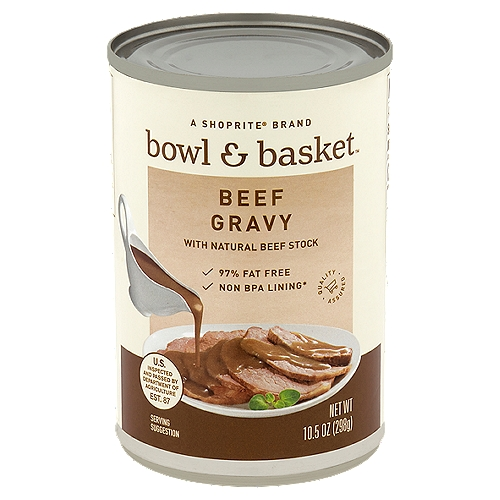 A SHOPRITE® BRAND
bowl & basket™
BEEF
GRAVY
WITH NATURAL BEEF STOCK
✓ 97% FAT FREE
✓ NON BPA LINING*
QUALITY • ASSURED •
U.S.
INSPECTED
AND PASSED BY
DEPARTMENT OF
AGRICULTURE
EST. 87
SERVING
SUGGESTION
NET WT
10.5 OZ (298g)